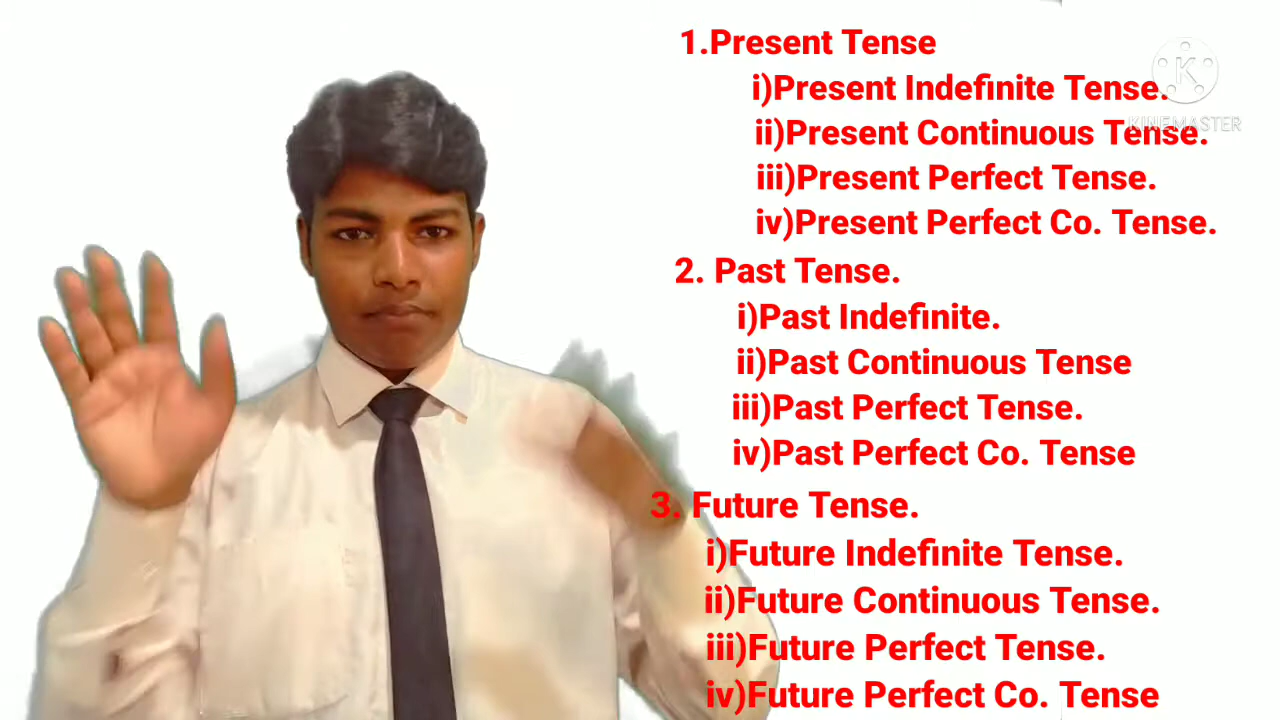 1.Present Tense
i)Present Indefinite Tense.
ii)Present Continuous Tense.
iii)Present Perfect Tense.
iv)Present Perfect Co. Tense.
2. Past Tense.
i)Past Indefinite.
ii)Past Continuous Tense
iii)Past Perfect Tense.
iv)Past Perfect Co. Tense
3. Future Tense.
i)Future Indefinite Tense.
ii)Future Continuous Tense.
iii)Future Perfect Tense.
iv)Future Perfect Co. Tense
K
KINEMASTER